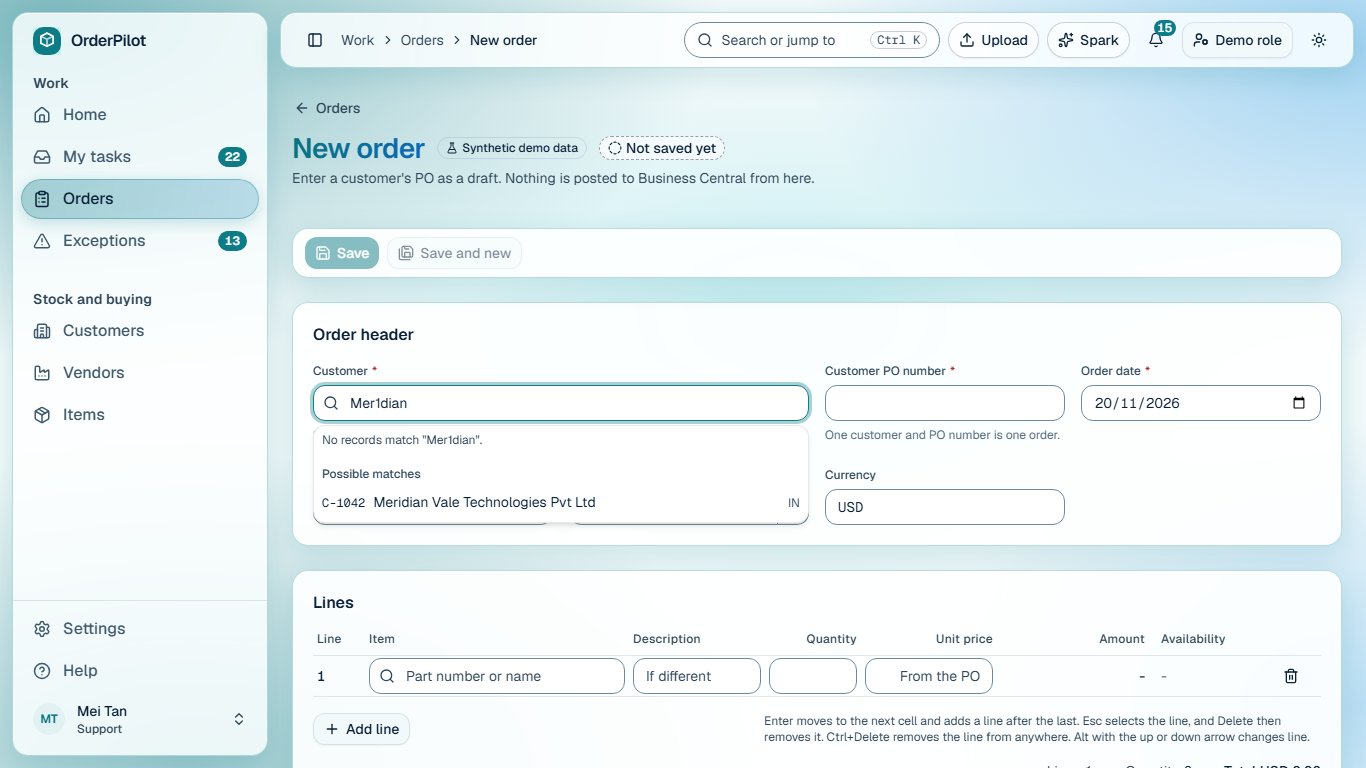 OrderPilot
Work
Home
My tasks 22
Orders
Exceptions 13
Stock and buying
Customers
Vendors
Items
Settings
Help
MT Mei Tan
Support
Work > Orders > New order
Search or jump to Ctrl K
Upload
Spark
15
Demo role
Orders
New order
Synthetic demo data
Not saved yet
Enter a customer's PO as a draft. Nothing is posted to Business Central from here.
Save
Save and new
Order header
Customer * Customer PO number * Order date *
Mer1dian 20/11/2026
No records match "Mer1dian". One customer and PO number is one order.
Possible matches Currency
C-1042 Meridian Vale Technologies Pvt Ltd IN USD
Lines
Line Item Description Quantity Unit price Amount Availability
1 Part number or name If different From the PO - -
Add line
Enter moves to the next cell and adds a line after the last. Esc selects the line, and Delete then
removes it. Ctrl+Delete removes the line from anywhere. Alt with the up or down arrow changes line.